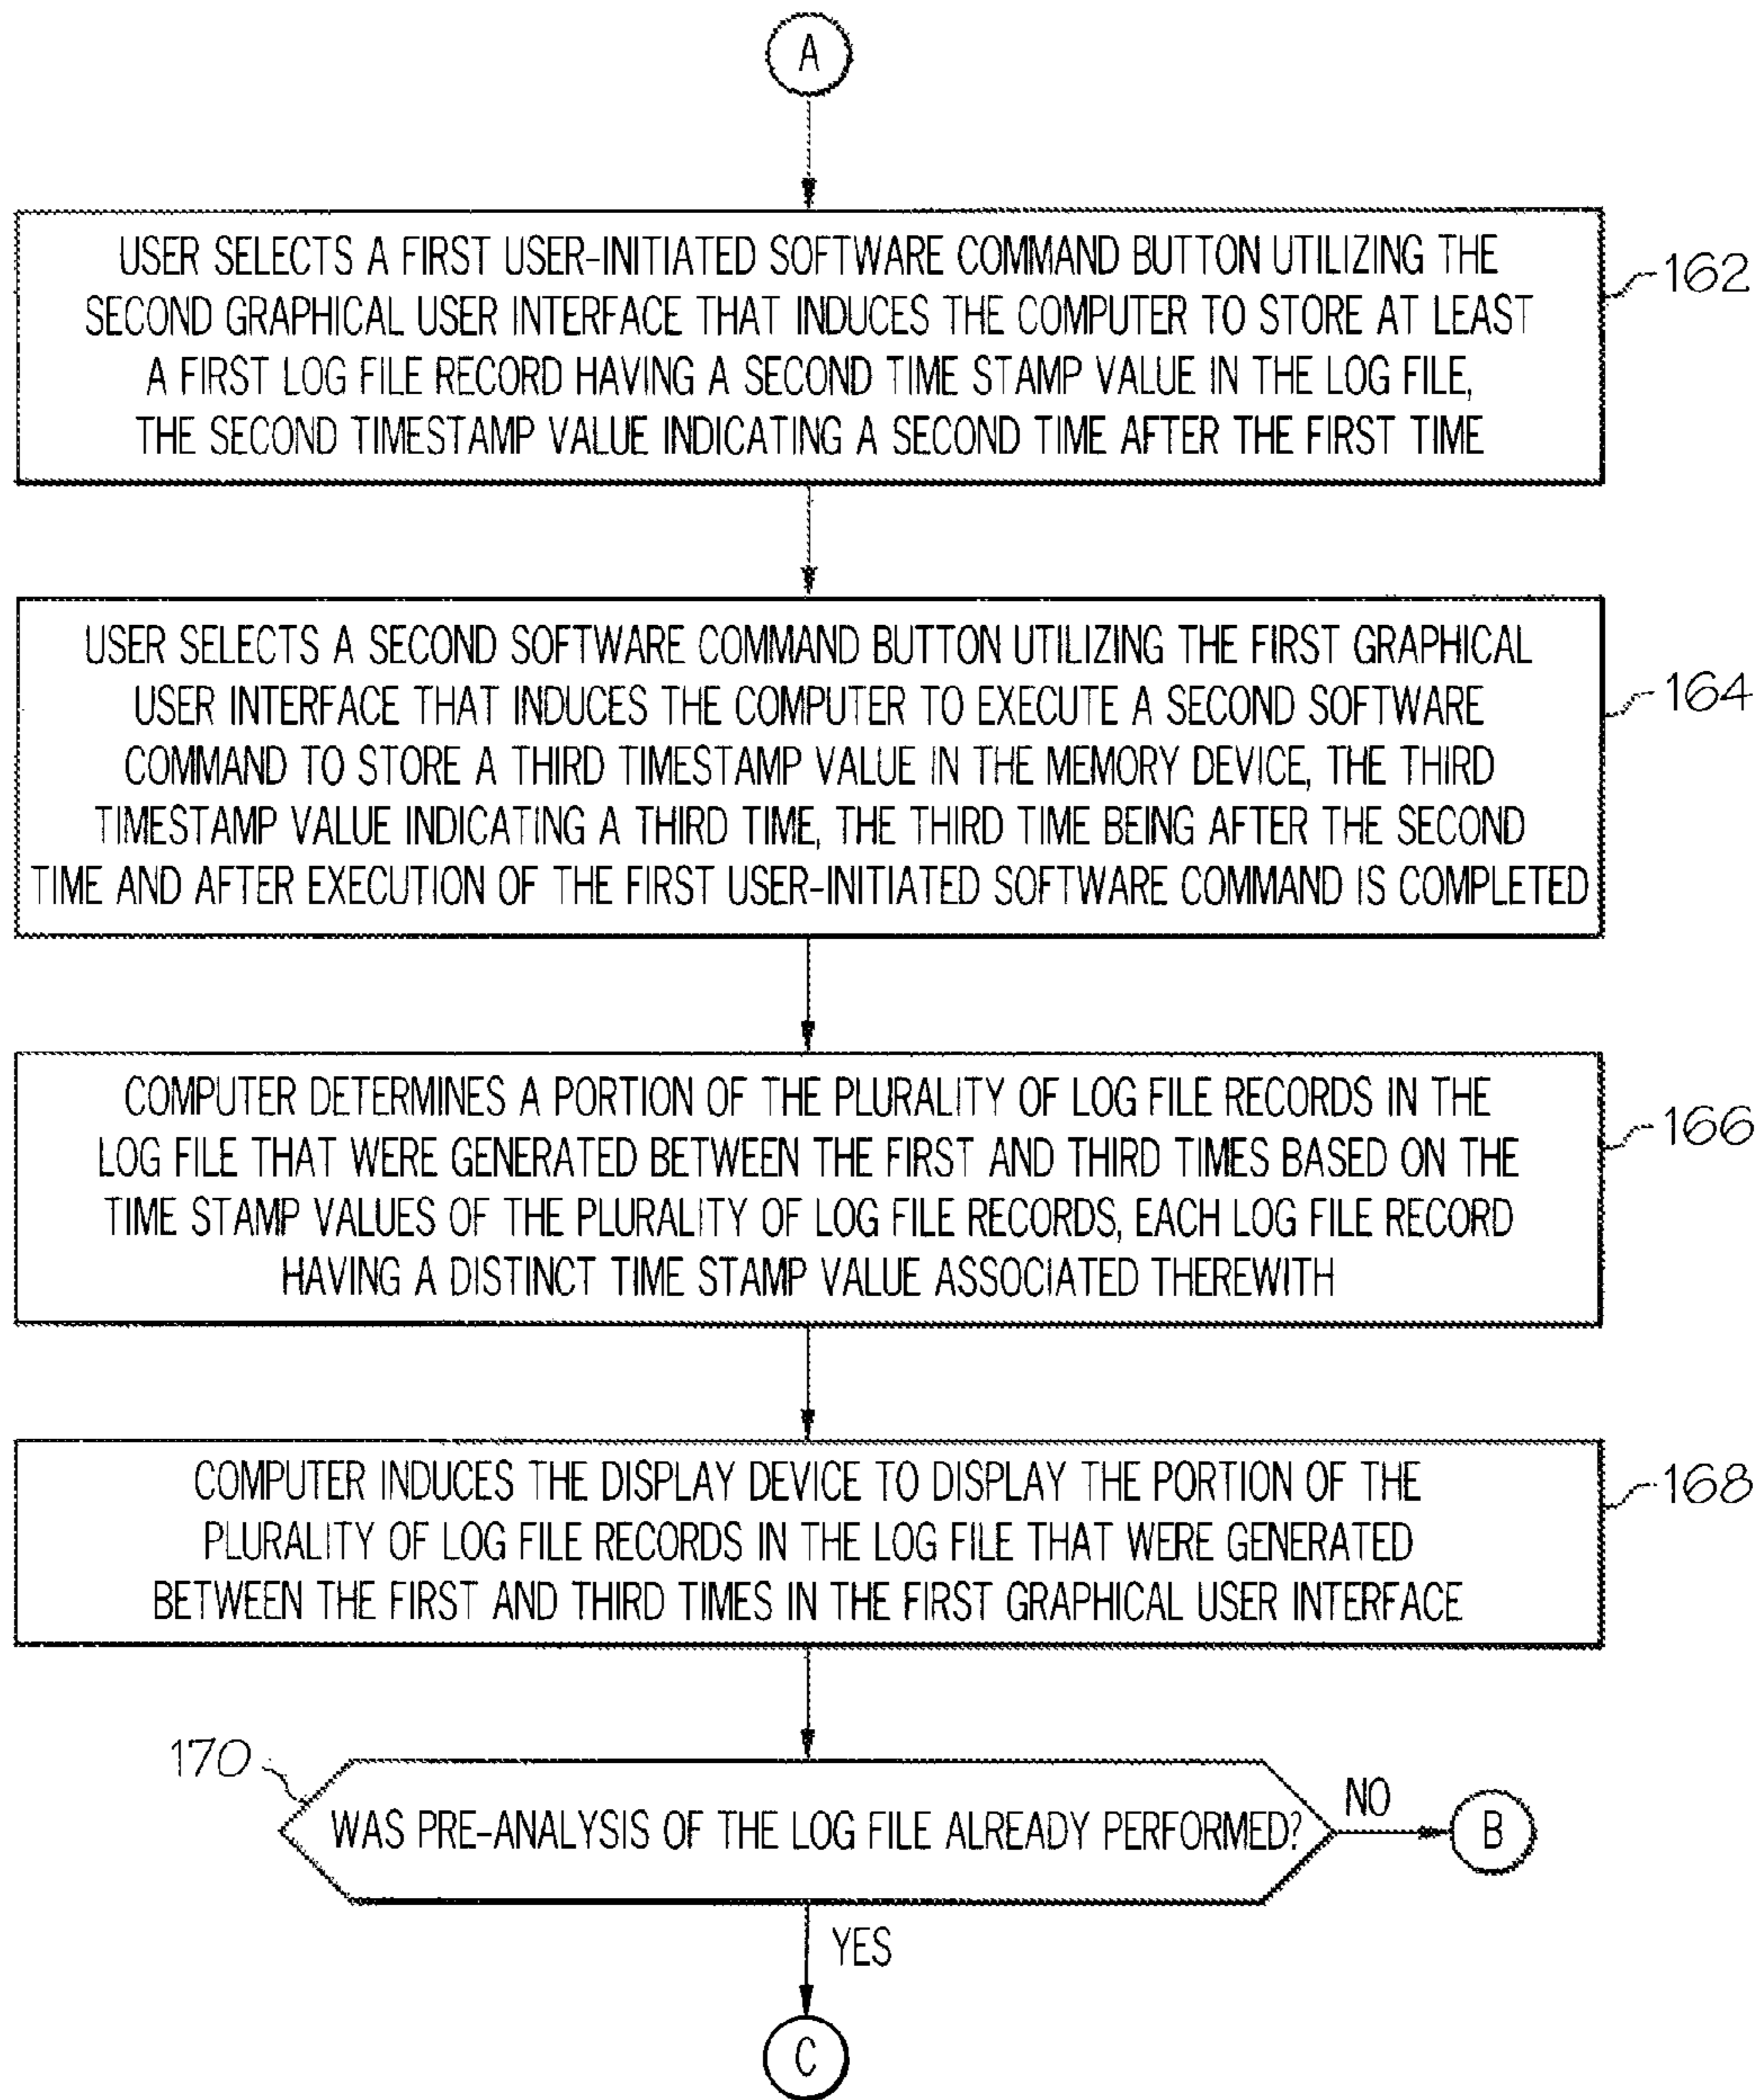 A
USER SELECTS A FIRST USER-INITIATED SOFTWARE COMMAND BUTTON UTILIZING THE
SECOND GRAPHICAL USER INTERFACE THAT INDUCES THE COMPUTER TO STORE AT LEAST
A FIRST LOG FILE RECORD HAVING A SECOND TIME STAMP VALUE IN THE LOG FILE,
THE SECOND TIMESTAMP VALUE INDICATING A SECOND TIME AFTER THE FIRST TIME
162
USER SELECTS A SECOND SOFTWARE COMMAND BUTTON UTILIZING THE FIRST GRAPHICAL
USER INTERFACE THAT INDUCES THE COMPUTER TO EXECUTE A SECOND SOFTWARE
COMMAND TO STORE A THIRD TIMESTAMP VALUE IN THE MEMORY DEVICE, THE THIRD
TIMESTAMP VALUE INDICATING A THIRD TIME, THE THIRD TIME BEING AFTER THE SECOND
TIME AND AFTER EXECUTION OF THE FIRST USER-INITIATED SOFTWARE COMMAND IS COMPLETED
164
COMPUTER DETERMINES A PORTION OF THE PLURALITY OF LOG FILE RECORDS IN THE
LOG FILE THAT WERE GENERATED BETWEEN THE FIRST AND THIRD TIMES BASED ON THE
TIME STAMP VALUES OF THE PLURALITY OF LOG FILE RECORDS, EACH LOG FILE RECORD
HAVING A DISTINCT TIME STAMP VALUE ASSOCIATED THEREWITH
166
COMPUTER INDUCES THE DISPLAY DEVICE TO DISPLAY THE PORTION OF THE
PLURALITY OF LOG FILE RECORDS IN THE LOG FILE THAT WERE GENERATED
BETWEEN THE FIRST AND THIRD TIMES IN THE FIRST GRAPHICAL USER INTERFACE
168
170
WAS PRE-ANALYSIS OF THE LOG FILE ALREADY PERFORMED?
NO
B
YES
C